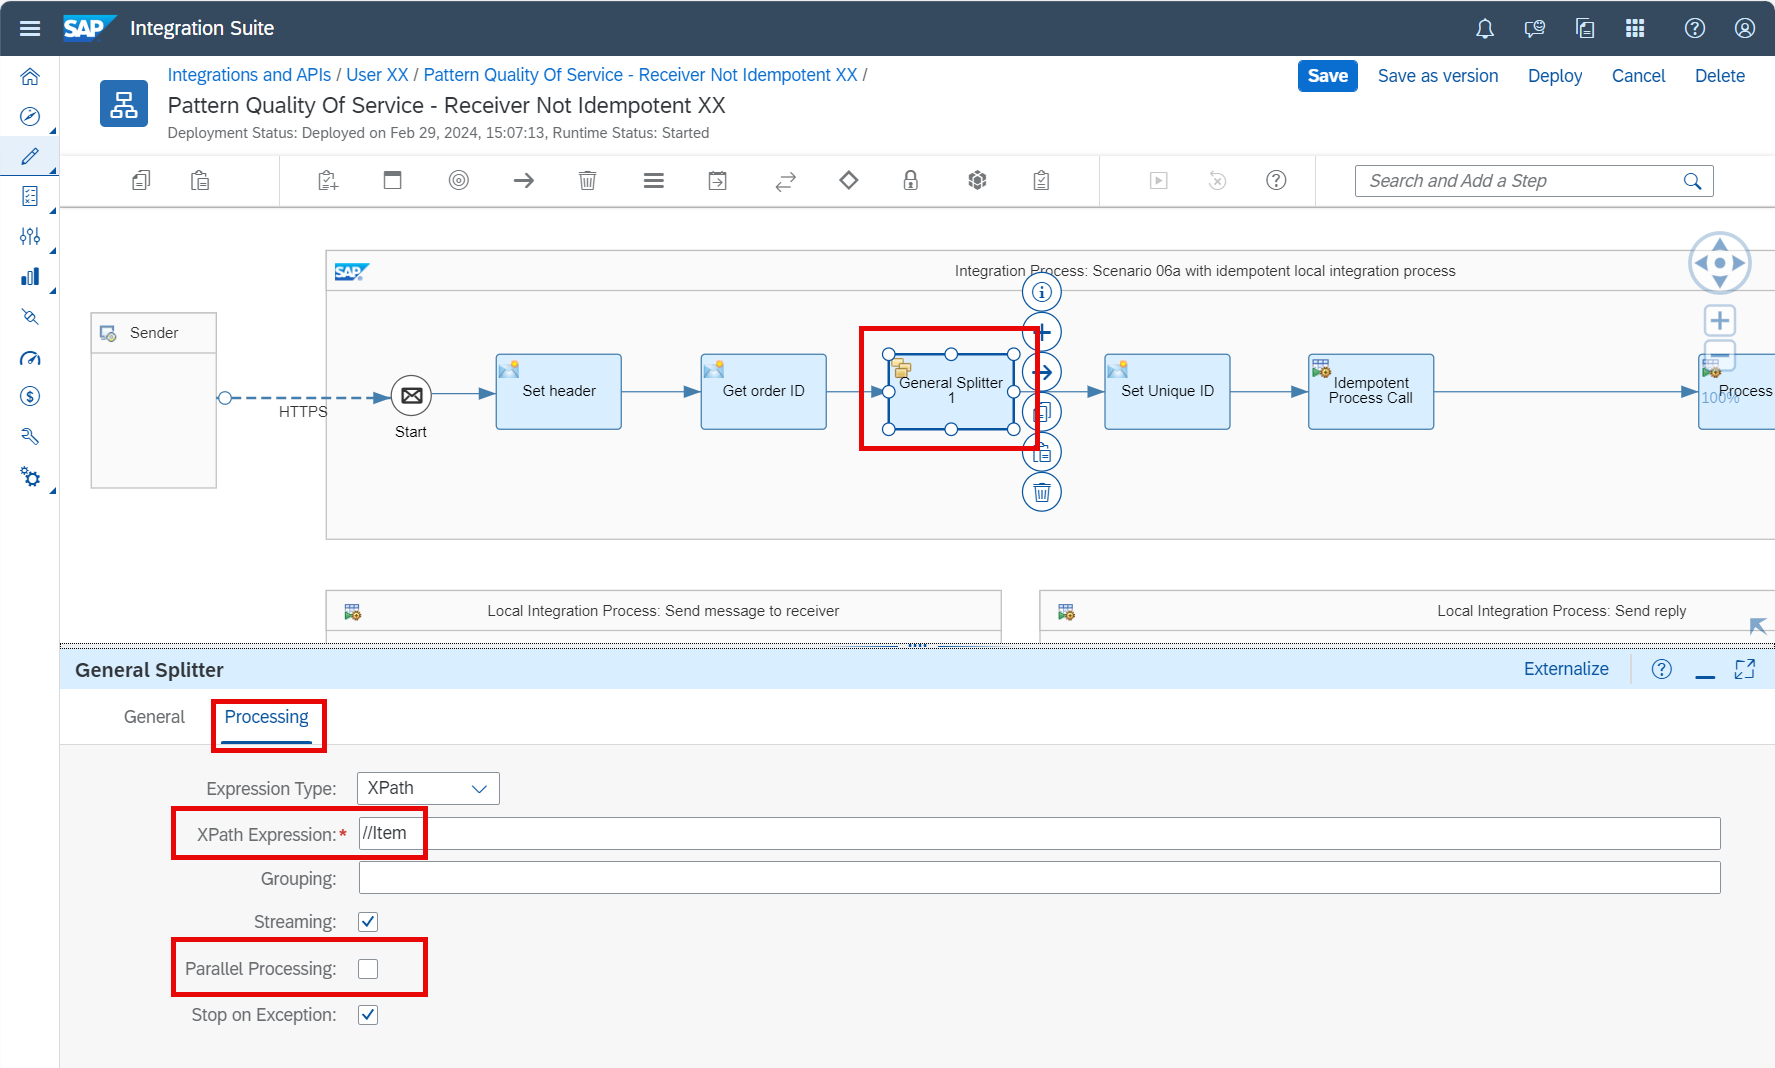 SAP Integration Suite
Integrations and APIs / User XX / Pattern Quality Of Service - Receiver Not Idempotent XX /
Save
Save as version
Deploy
Cancel
Delete
Pattern Quality Of Service - Receiver Not Idempotent XX
Deployment Status: Deployed on Feb 29, 2024, 15:07:13, Runtime Status: Started
Search and Add a Step
SAP
Integration Process: Scenario 06a with idempotent local integration process
Sender
HTTPS
Start
Set header
Get order ID
General Splitter
1
Set Unique ID
Idempotent
Process Call
Process
100%
Local Integration Process: Send message to receiver
Local Integration Process: Send reply
General Splitter
Externalize
General
Processing
Expression Type:
XPath
XPath Expression:*
//Item
Grouping:
Streaming:
Parallel Processing:
Stop on Exception: